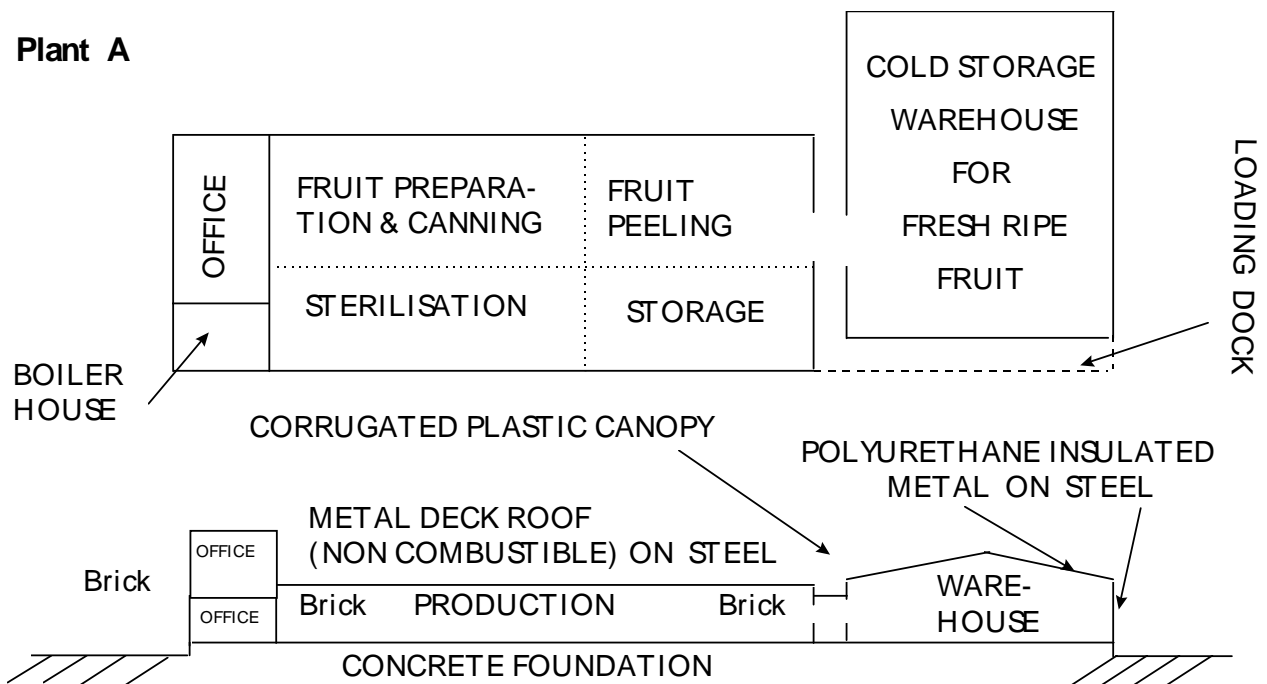 Plant A
COLD STORAGE
WAREHOUSE
FOR
FRESH RIPE
FRUIT
LOADING DOCK
OFFICE
FRUIT PREPARA-
TION & CANNING
FRUIT
PEELING
STERILISATION
STORAGE
BOILER
HOUSE
CORRUGATED PLASTIC CANOPY
POLYURETHANE INSULATED
METAL ON STEEL
METAL DECK ROOF
(NON COMBUSTIBLE) ON STEEL
OFFICE
Brick
OFFICE
Brick
PRODUCTION
Brick
WARE-
HOUSE
CONCRETE FOUNDATION